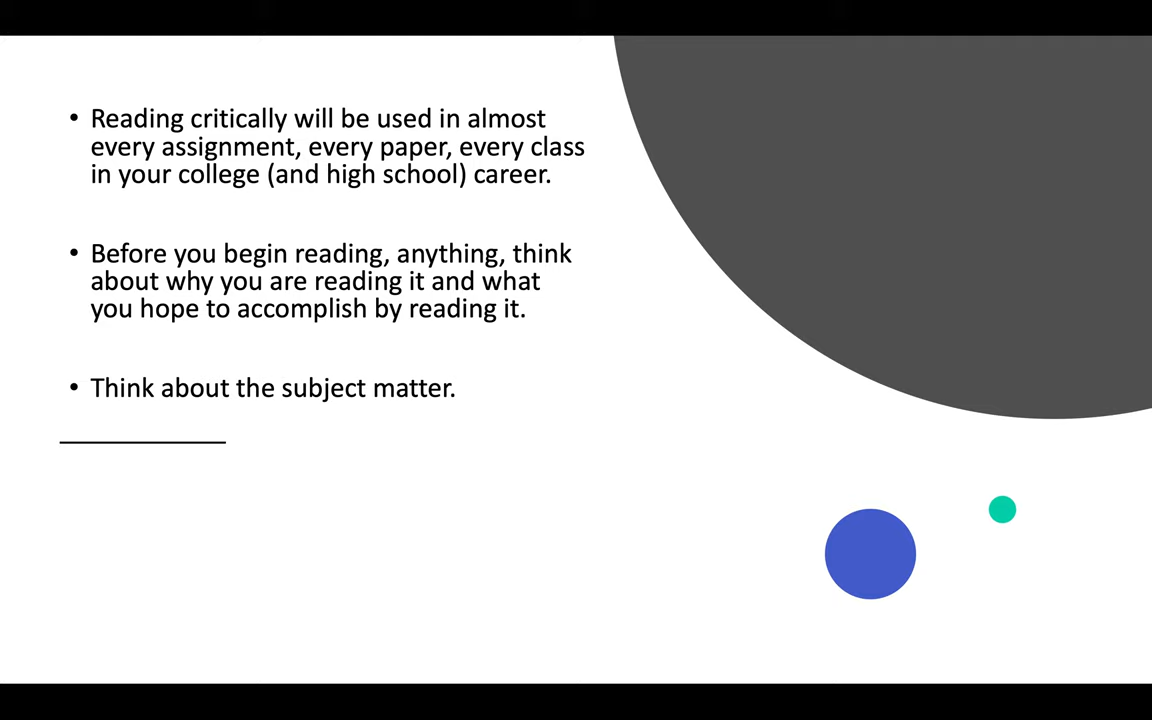 • Reading critically will be used in almost
every assignment, every paper, every class
in your college (and high school) career.
• Before you begin reading, anything, think
about why you are reading it and what
you hope to accomplish by reading it.
• Think about the subject matter.